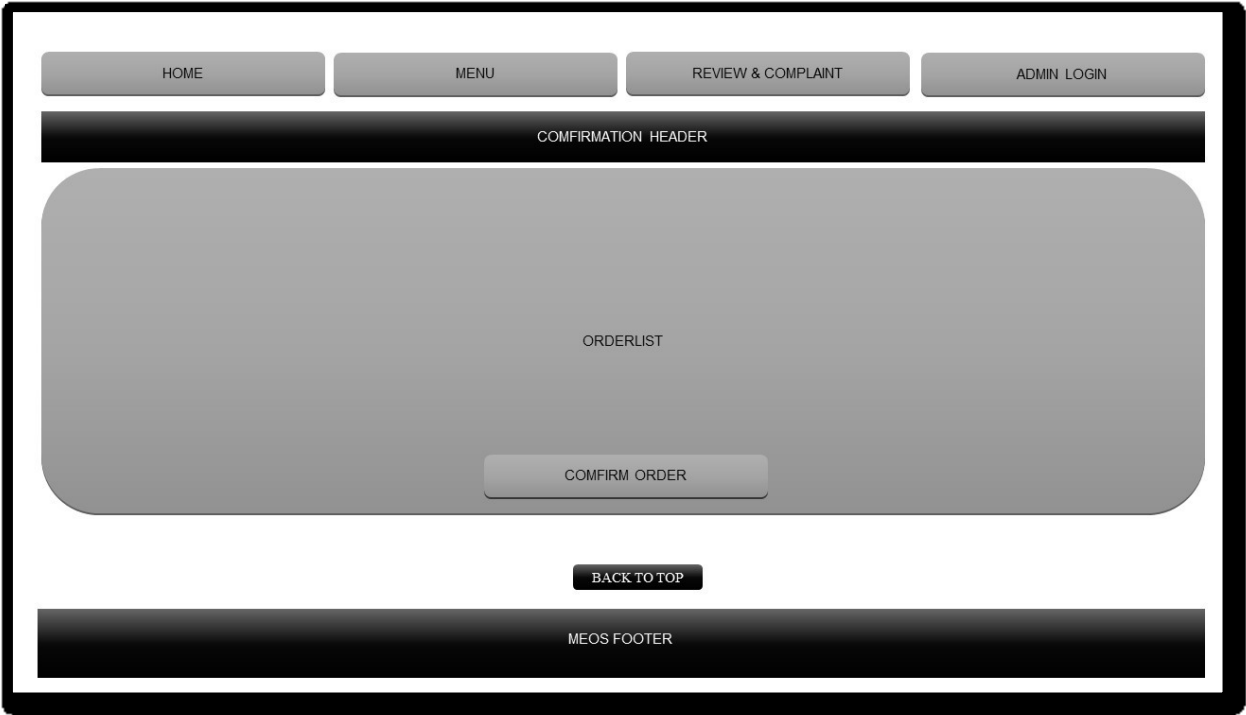 HOME
MENU
REVIEW & COMPLAINT
ADMIN LOGIN
COMFIRMATION HEADER
ORDERLIST
COMFIRM ORDER
BACK TO TOP
MEOS FOOTER